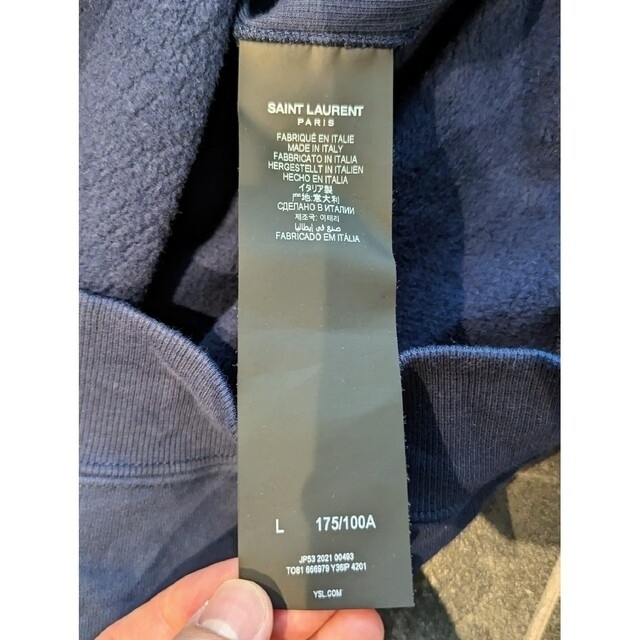 SAINT LAURENT
PARIS
FABRIQUÉ EN ITALIE
MADE IN ITALY
FABBRICATO IN ITALIA
HERGESTELLT IN ITALIEN
HECHO EN ITALIA
イタリア製
产地:意大利
СДЕЛАНО В ИТАЛИИ
제조국: 이태리
صنع في إيطاليا
FABRICADO EM ITÁLIA
L 175/100A
JP53 2021 00493
TO81 666979 Y36IP 4201
YSL.COM